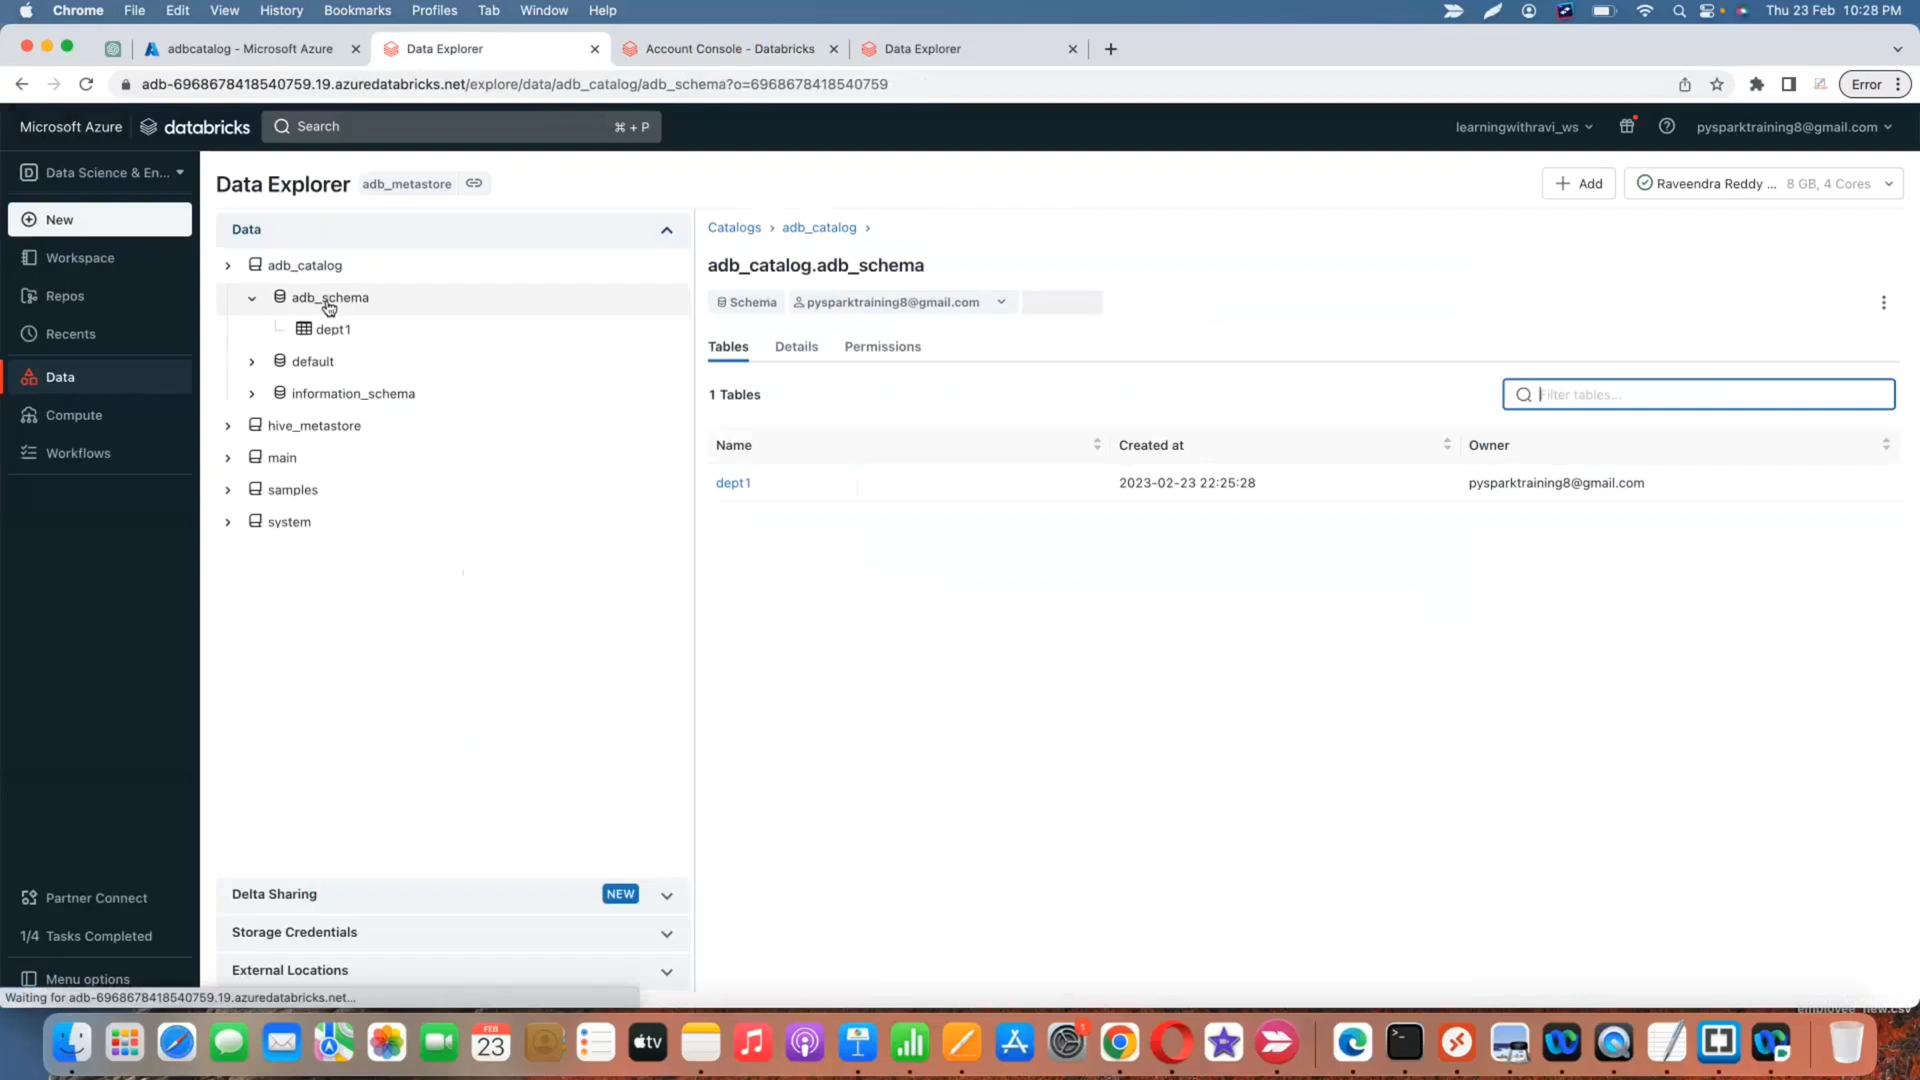 Chrome File Edit View History Bookmarks Profiles Tab Window Help
Thu 23 Feb 10:28 PM
adbcatalog - Microsoft Azure
Data Explorer
Account Console - Databricks
Data Explorer
adb-6968678418540759.19.azuredatabricks.net/explore/data/adb_catalog/adb_schema?o=6968678418540759
Error
Microsoft Azure
databricks
Search
⌘ + P
learningwithravi_ws
pysparktraining8@gmail.com
D
Data Science & En...
New
Workspace
Repos
Recents
Data
Compute
Workflows
Partner Connect
1/4 Tasks Completed
Menu options
Data Explorer
adb_metastore
Add
Raveendra Reddy ...
8 GB, 4 Cores
Data
adb_catalog
adb_schema
dept1
default
information_schema
hive_metastore
main
samples
system
Delta Sharing
NEW
Storage Credentials
External Locations
Catalogs > adb_catalog >
adb_catalog.adb_schema
Schema
pysparktraining8@gmail.com
Tables
Details
Permissions
1 Tables
Filter tables...
Name
Created at
Owner
dept1
2023-02-23 22:25:28
pysparktraining8@gmail.com
Waiting for adb-6968678418540759.19.azuredatabricks.net...
employee_new.csv
FEB
23
tv
1